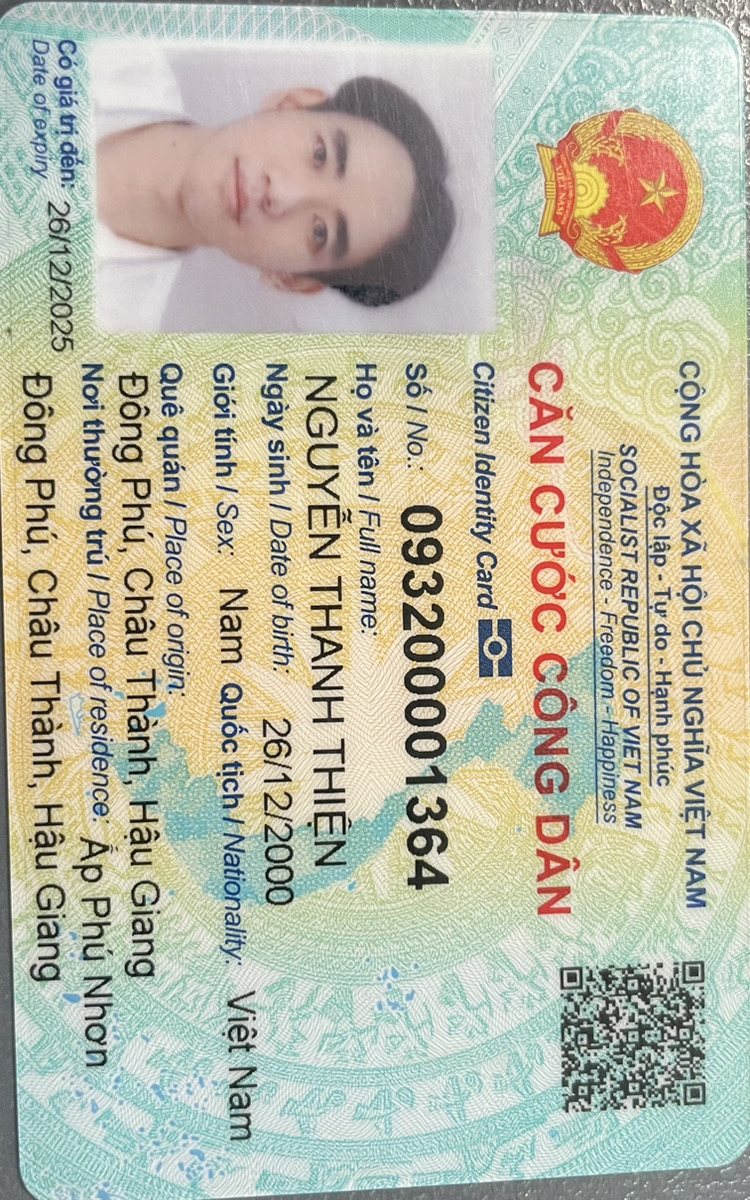 CỘNG HÒA XÃ HỘI CHỦ NGHĨA VIỆT NAM
Độc lập - Tự do - Hạnh phúc
SOCIALIST REPUBLIC OF VIET NAM
Independence - Freedom - Happiness
CĂN CƯỚC CÔNG DÂN
Citizen Identity Card
Số / No.: 093200001364
Họ và tên / Full name:
NGUYỄN THANH THIỆN
Ngày sinh / Date of birth: 26/12/2000
Giới tính / Sex: Nam Quốc tịch / Nationality: Việt Nam
Quê quán / Place of origin:
Đông Phú, Châu Thành, Hậu Giang
Nơi thường trú / Place of residence: Ấp Phú Nhơn
Đông Phú, Châu Thành, Hậu Giang
Có giá trị đến: 26/12/2025
Date of expiry